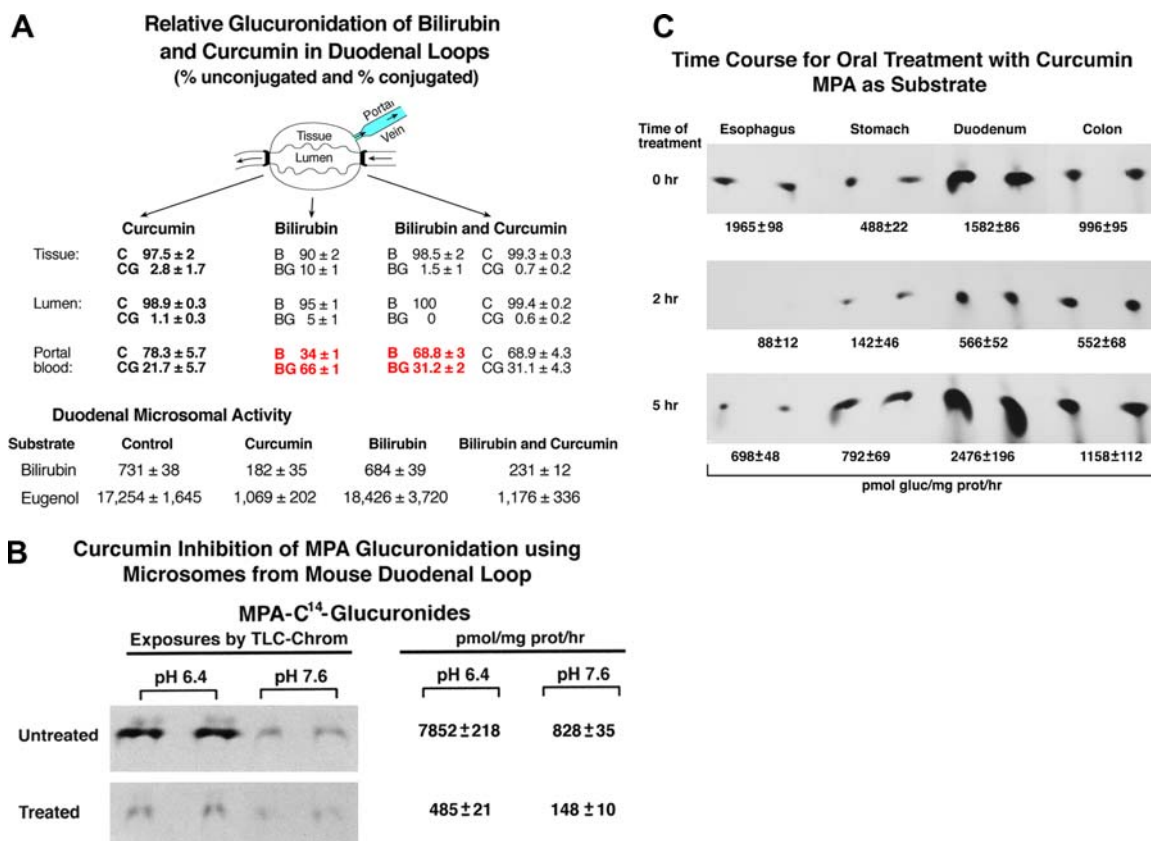 A
Relative Glucuronidation of Bilirubin
and Curcumin in Duodenal Loops
(% unconjugated and % conjugated)
Portal
Vein
Tissue
Lumen
Curcumin Bilirubin Bilirubin and Curcumin
Tissue: C 97.5 ± 2 B 90 ± 2 B 98.5 ± 2 C 99.3 ± 0.3
CG 2.8 ± 1.7 BG 10 ± 1 BG 1.5 ± 1 CG 0.7 ± 0.2
Lumen: C 98.9 ± 0.3 B 95 ± 1 B 100 C 99.4 ± 0.2
CG 1.1 ± 0.3 BG 5 ± 1 BG 0 CG 0.6 ± 0.2
Portal C 78.3 ± 5.7 B 34 ± 1 B 68.8 ± 3 C 68.9 ± 4.3
blood: CG 21.7 ± 5.7 BG 66 ± 1 BG 31.2 ± 2 CG 31.1 ± 4.3
Duodenal Microsomal Activity
Substrate Control Curcumin Bilirubin Bilirubin and Curcumin
Bilirubin 731 ± 38 182 ± 35 684 ± 39 231 ± 12
Eugenol 17,254 ± 1,645 1,069 ± 202 18,426 ± 3,720 1,176 ± 336
B
Curcumin Inhibition of MPA Glucuronidation using
Microsomes from Mouse Duodenal Loop
MPA-C14-Glucuronides
Exposures by TLC-Chrom pmol/mg prot/hr
pH 6.4 pH 7.6 pH 6.4 pH 7.6
Untreated 7852±218 828±35
Treated 485±21 148±10
C
Time Course for Oral Treatment with Curcumin
MPA as Substrate
Time of
treatment
Esophagus Stomach Duodenum Colon
0 hr
1965±98 488±22 1582±86 996±95
2 hr
88±12 142±46 566±52 552±68
5 hr
698±48 792±69 2476±196 1158±112
pmol gluc/mg prot/hr